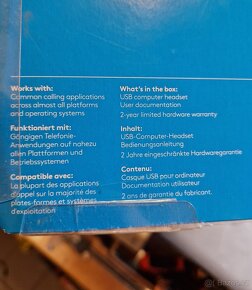 Works with:
Common calling applications
across almost all platforms
and operating systems
Funktioniert mit:
Gängigen Telefonie-
Anwendungen auf nahezu
allen Plattformen und
Betriebssystemen
Compatible avec:
La plupart des applications
d'appel sur la majorité des
plates-formes et systèmes
d'exploitation
What's in the box:
USB computer headset
User documentation
2-year limited hardware warranty
Inhalt:
USB-Computer-Headset
Bedienungsanleitung
2 Jahre eingeschränkte Hardwaregarantie
Contenu:
Casque USB pour ordinateur
Documentation utilisateur
2 ans de garantie du fabricant.